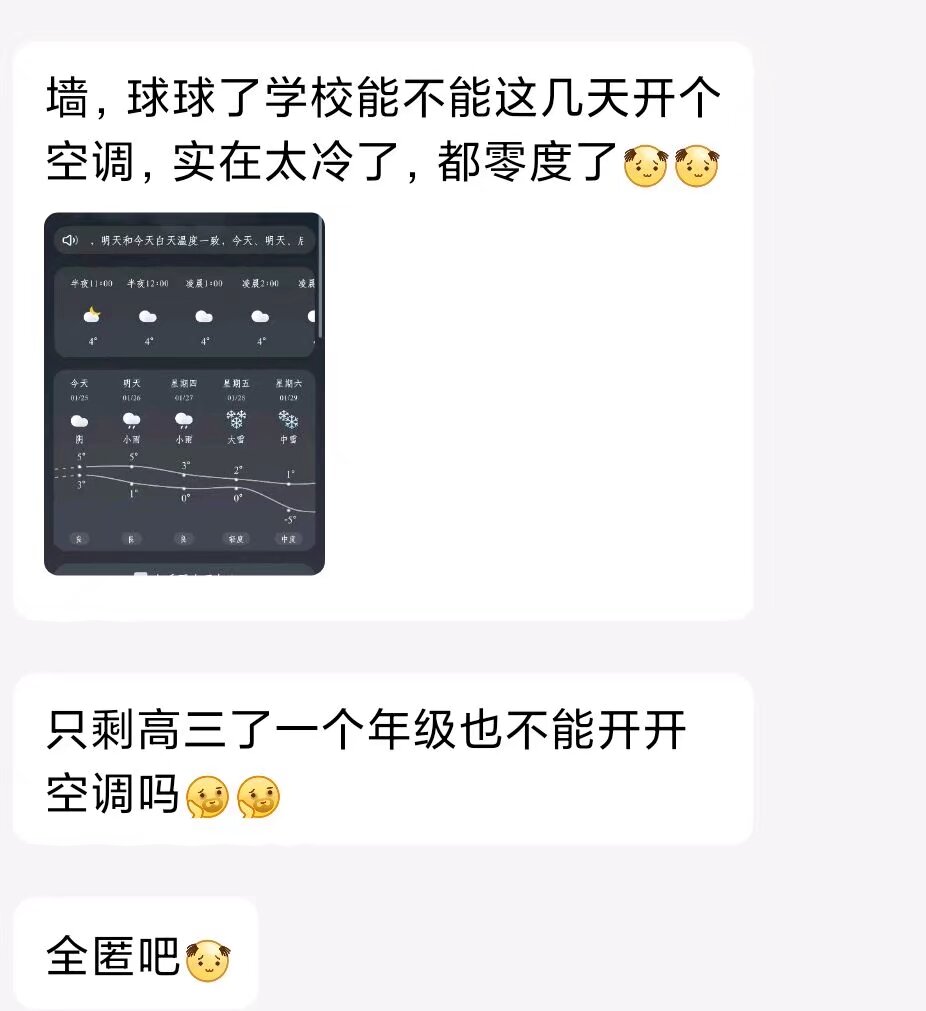 墙，球球了学校能不能这几天开个
空调，实在太冷了，都零度了
，明天和今天白天温度一致，今天、明天、后
半夜11:00 半夜12:00 凌晨1:00 凌晨2:00 凌晨
4° 4° 4° 4°
今天 明天 星期四 星期五 星期六
01/25 01/26 01/27 01/28 01/29
阴 小雨 小雨 大雪 中雪
5° 5° 3° 2° 1°
3° 1° 0° 0° -5°
良 良 良 轻度 中度
只剩高三了一个年级也不能开开
空调吗
全匿吧